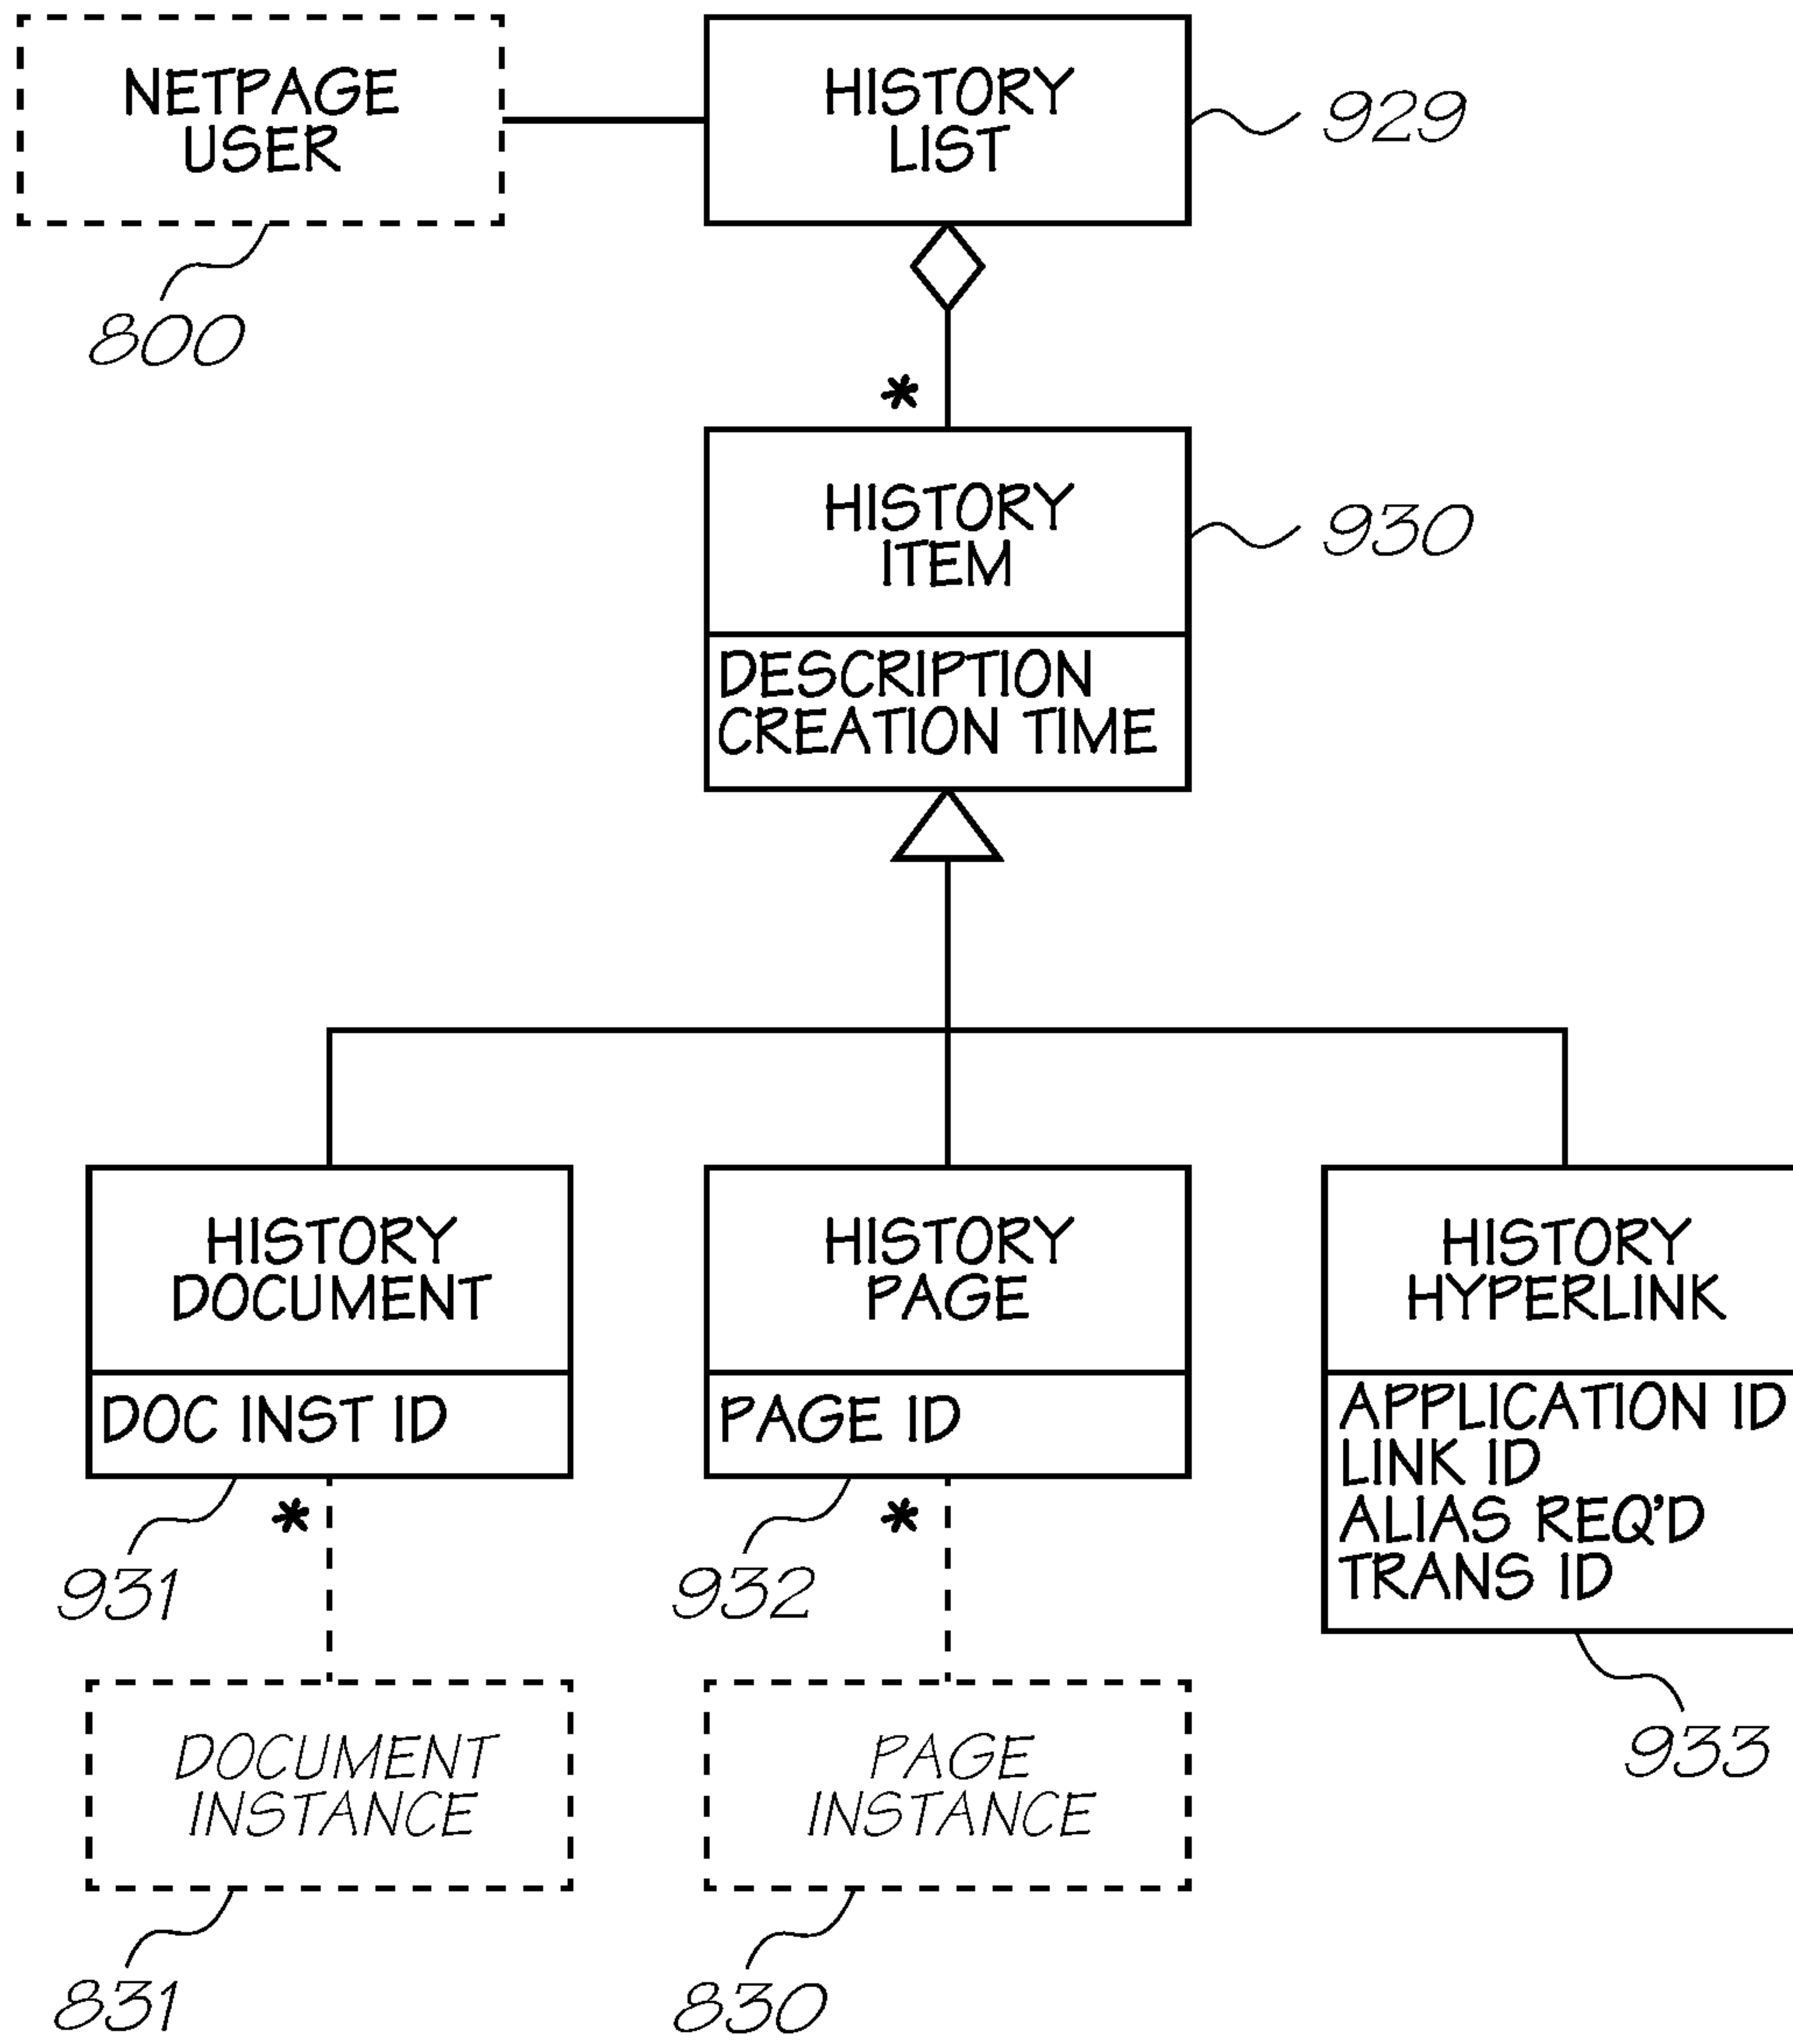 NETPAGE
USER
800
HISTORY
LIST
929
*
HISTORY
ITEM
930
DESCRIPTION
CREATION TIME
HISTORY
DOCUMENT
DOC INST ID
931
*
HISTORY
PAGE
PAGE ID
932
*
HISTORY
HYPERLINK
APPLICATION ID
LINK ID
ALIAS REQ'D
TRANS ID
933
DOCUMENT
INSTANCE
831
PAGE
INSTANCE
830